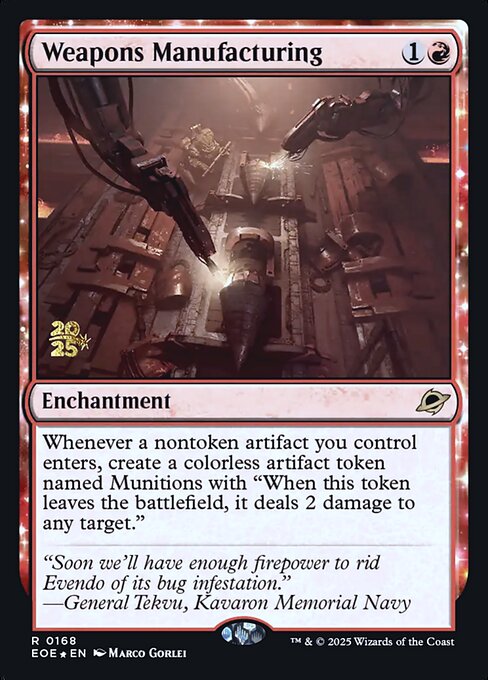 Weapons Manufacturing 1
2025
Enchantment
Whenever a nontoken artifact you control
enters, create a colorless artifact token
named Munitions with “When this token
leaves the battlefield, it deals 2 damage to
any target.”
“Soon we’ll have enough firepower to rid
Evendo of its bug infestation.”
—General Tekvu, Kavaron Memorial Navy
R 0168
EOE★EN Marco Gorlei
™ & © 2025 Wizards of the Coast